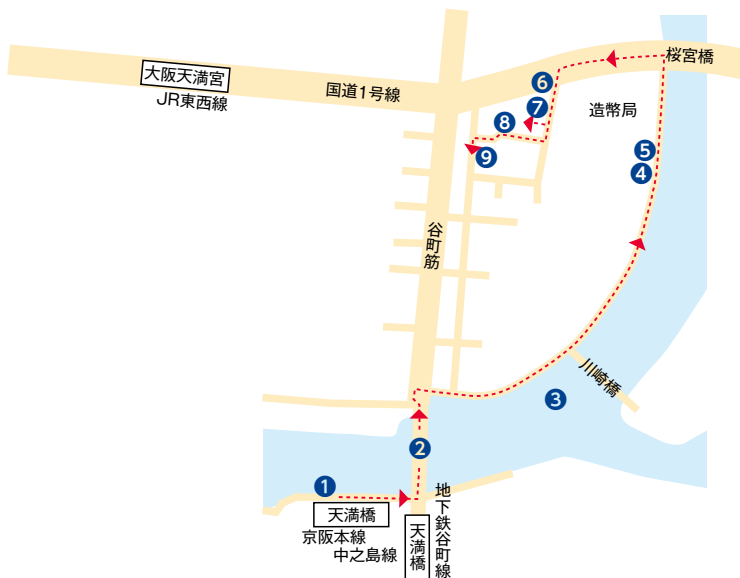 桜宮橋
大阪天満宮
JR東西線
国道1号線
6
7
造幣局
8
9
5
4
谷町筋
川崎橋
3
2
1
天満橋
京阪本線
中之島線
天満橋
地下鉄谷町線